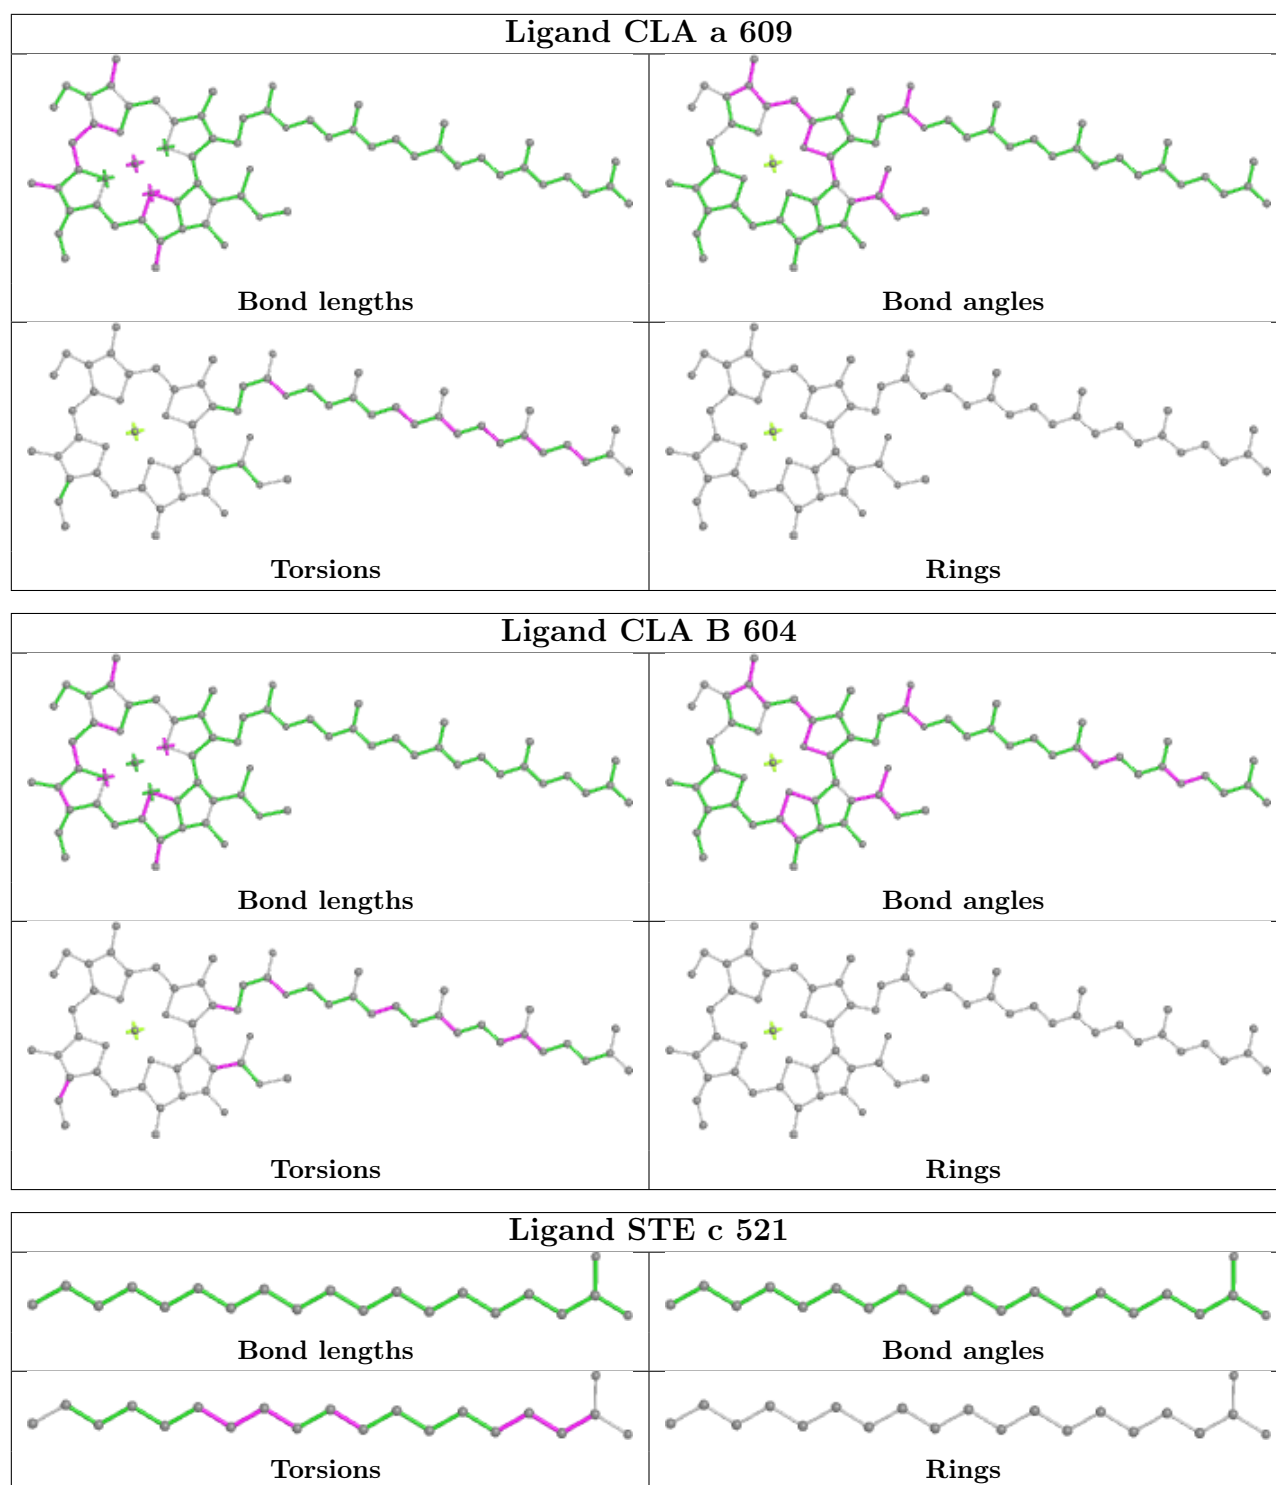 Ligand CLA a 609
Bond lengths
Bond angles
Torsions
Rings
Ligand CLA B 604
Bond lengths
Bond angles
Torsions
Rings
Ligand STE c 521
Bond lengths
Bond angles
Torsions
Rings